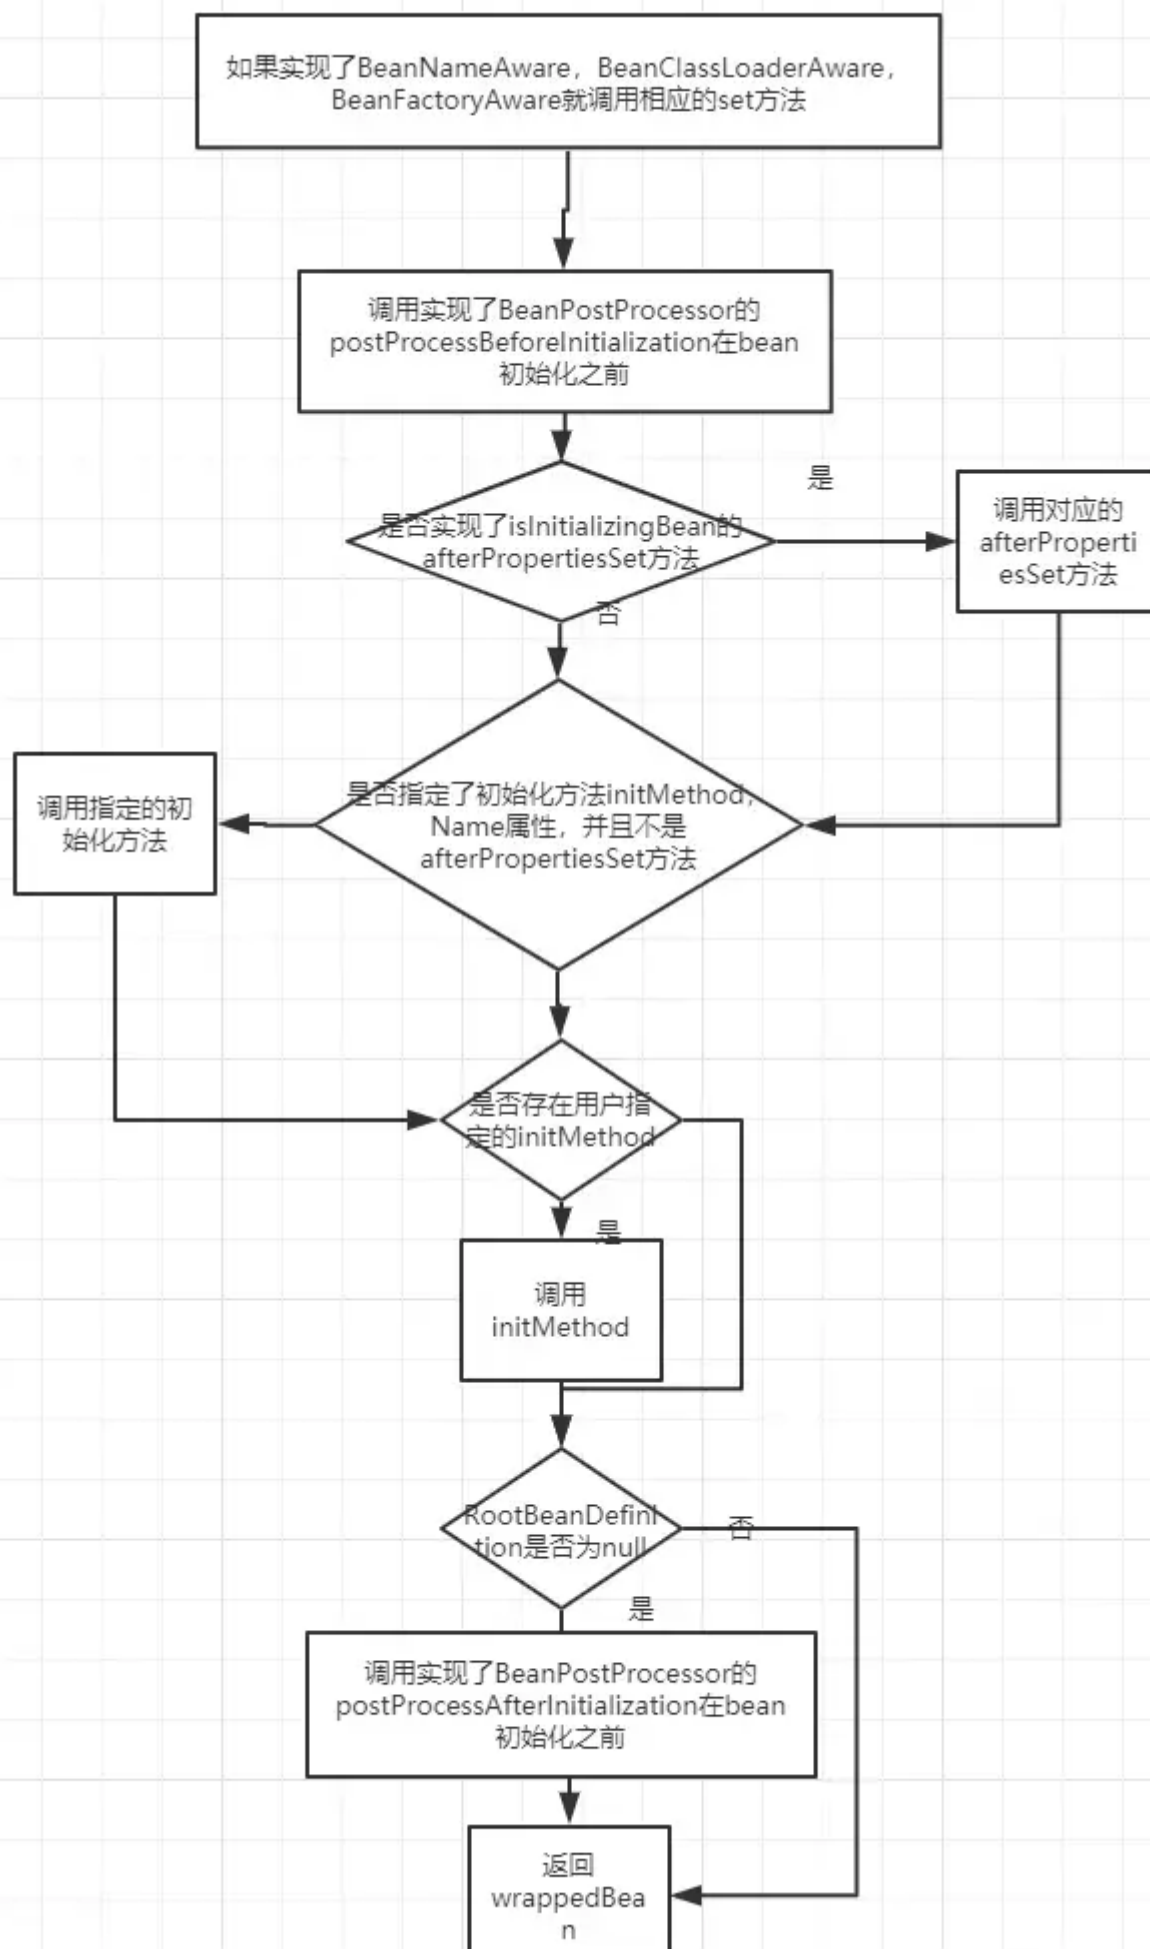 如果实现了BeanNameAware，BeanClassLoaderAware，
BeanFactoryAware就调用相应的set方法
调用实现了BeanPostProcessor的
postProcessBeforeInitialization在bean
初始化之前
是
是否实现了isInitializingBean的
afterPropertiesSet方法
调用对应的
afterProperti
esSet方法
否
是否指定了初始化方法initMethod，
Name属性，并且不是
afterPropertiesSet方法
调用指定的初
始化方法
是否存在用户指
定的initMethod
是
调用
initMethod
RootBeanDefini
tion是否为null
否
是
调用实现了BeanPostProcessor的
postProcessAfterInitialization在bean
初始化之前
返回
wrappedBea
n